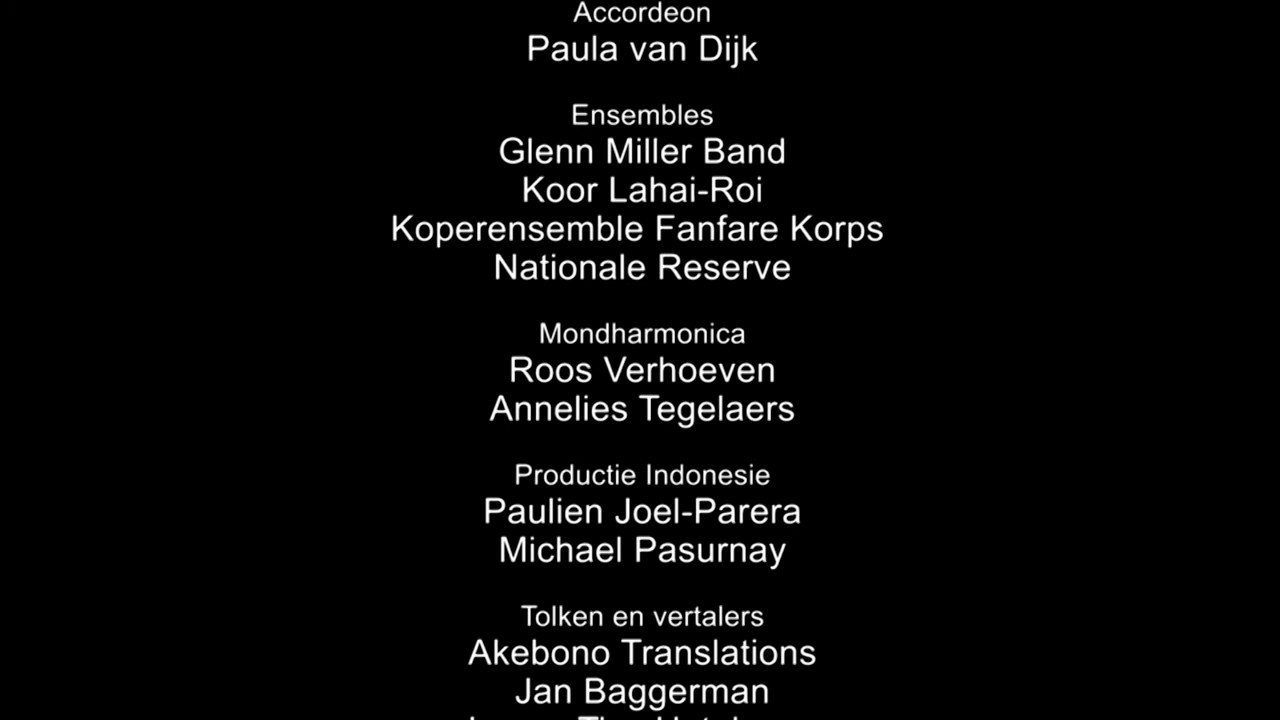 Accordeon
Paula van Dijk
Ensembles
Glenn Miller Band
Koor Lahai-Roi
Koperensemble Fanfare Korps
Nationale Reserve
Mondharmonica
Roos Verhoeven
Annelies Tegelaers
Productie Indonesie
Paulien Joel-Parera
Michael Pasurnay
Tolken en vertalers
Akebono Translations
Jan Baggerman